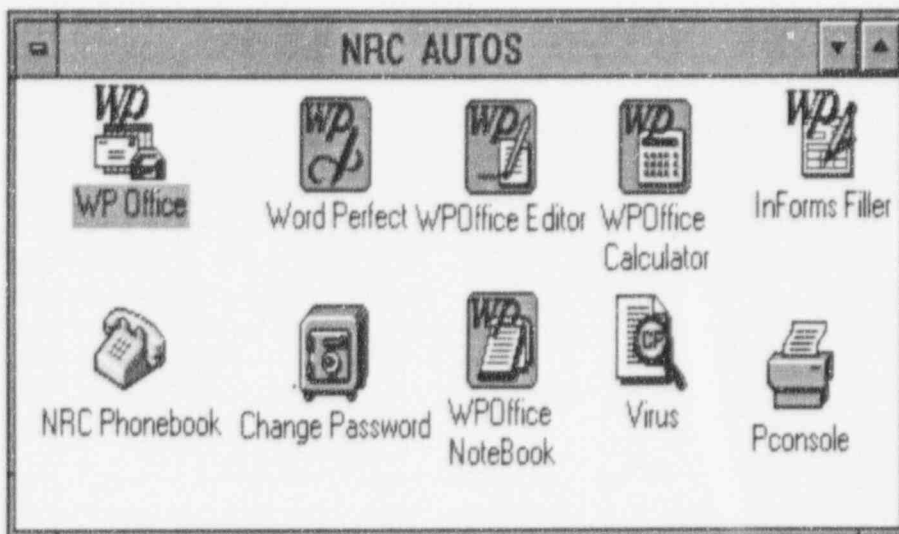 NRC AUTOS
WP
WP
WP
WP
WP
WP Office
Word Perfect
WPOffice Editor
WPOffice
Calculator
InForms Filler
WP
CP
NRC Phonebook
Change Password
WPOffice
NoteBook
Virus
Pconsole